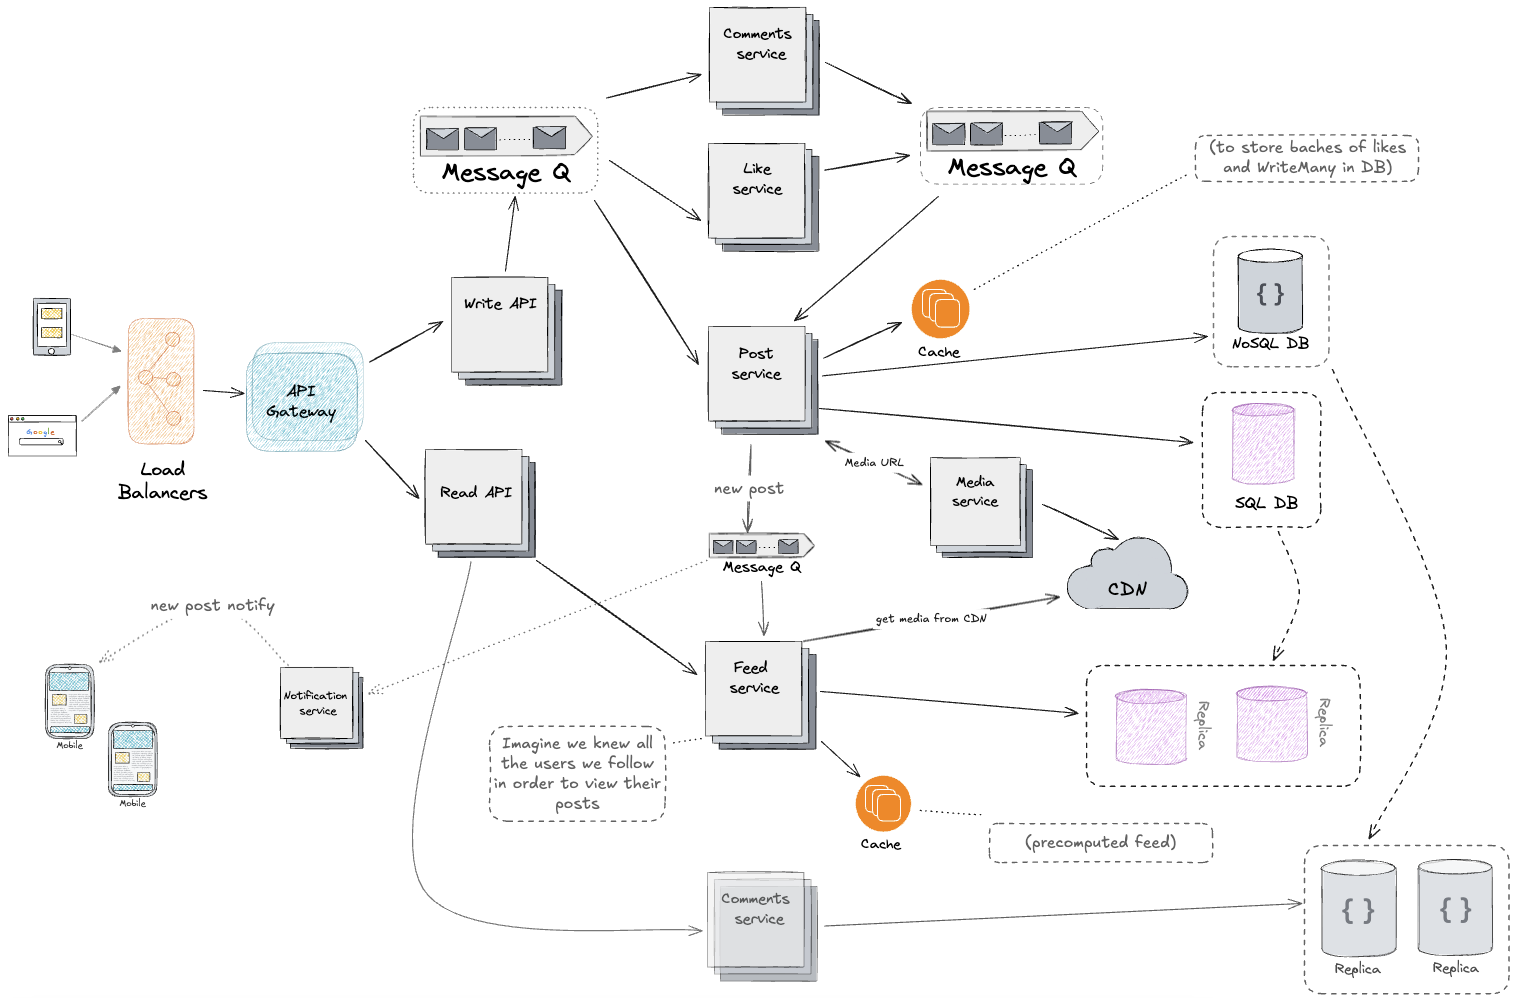 Comments
service
Message Q
Like
service
Message Q
(to store baches of likes
and WriteMany in DB)
Write API
Post
service
Cache
{ }
NoSQL DB
Google
API
Gateway
Load
Balancers
Read API
Media URL
Media
service
SQL DB
new post
Message Q
CDN
get media from CDN
new post notify
Notification
service
Mobile
Mobile
Feed
service
Imagine we knew all
the users we follow
in order to view their
posts
Replica
Replica
Cache
(precomputed feed)
Comments
service
{ }
{ }
Replica
Replica